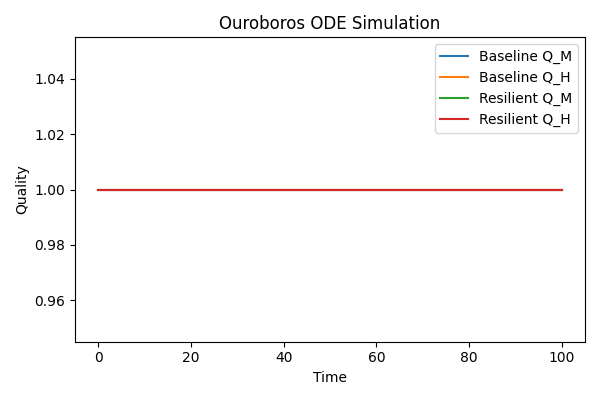 Ouroboros ODE Simulation
Baseline Q_M
Baseline Q_H
Resilient Q_M
Resilient Q_H
1.04
1.02
1.00
0.98
0.96
Quality
0 20 40 60 80 100
Time